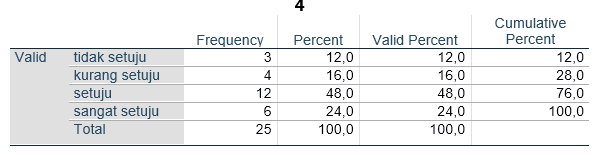 4
Frequency Percent Valid Percent Cumulative Percent
Valid tidak setuju 3 12,0 12,0 12,0
kurang setuju 4 16,0 16,0 28,0
setuju 12 48,0 48,0 76,0
sangat setuju 6 24,0 24,0 100,0
Total 25 100,0 100,0